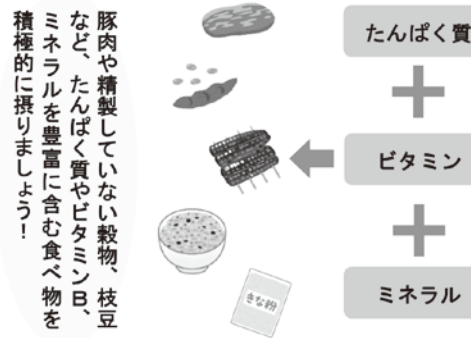 たんぱく質
ビタミン
ミネラル
きな粉
豚肉や精製していない穀物、枝豆
など、たんぱく質やビタミンB、
ミネラルを豊富に含む食べ物を
積極的に摂りましょう!